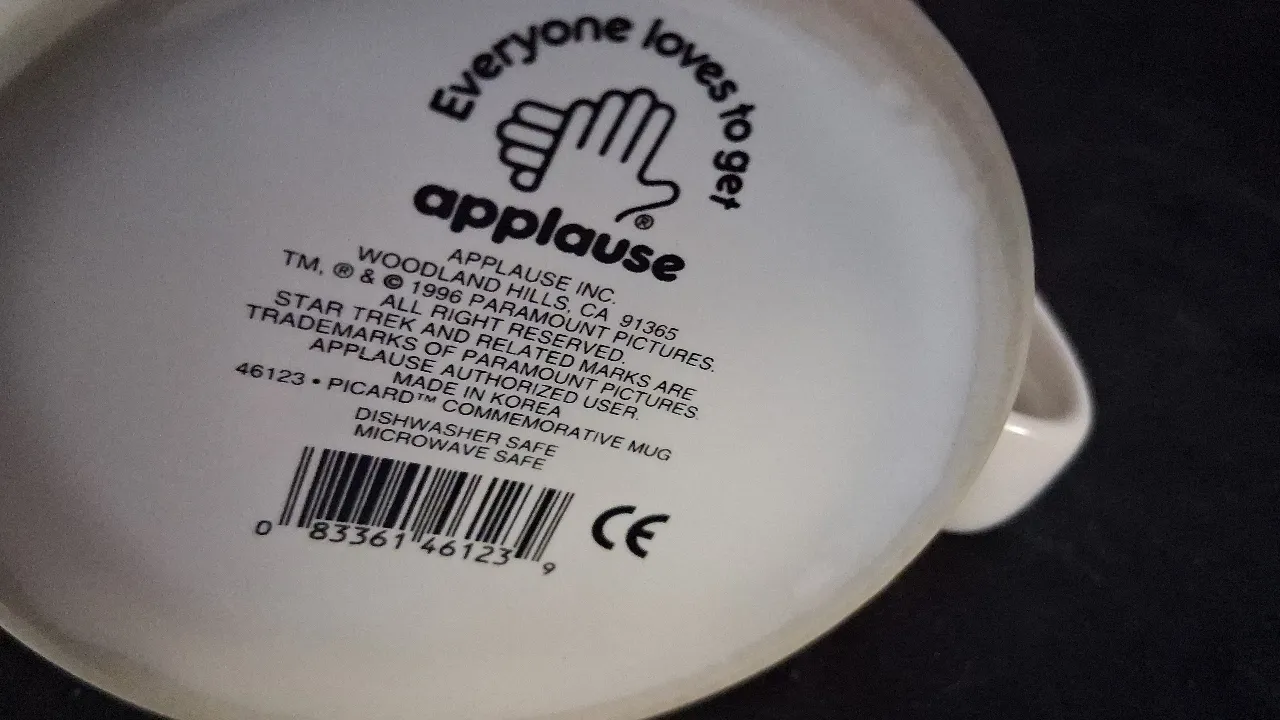 Everyone loves to get
applause®
APPLAUSE INC.
WOODLAND HILLS, CA 91365
TM, ® & © 1996 PARAMOUNT PICTURES.
ALL RIGHT RESERVED.
STAR TREK AND RELATED MARKS ARE
TRADEMARKS OF PARAMOUNT PICTURES
APPLAUSE AUTHORIZED USER.
MADE IN KOREA
46123 • PICARD™ COMMEMORATIVE MUG
DISHWASHER SAFE
MICROWAVE SAFE
0 83361 46123 9
CE